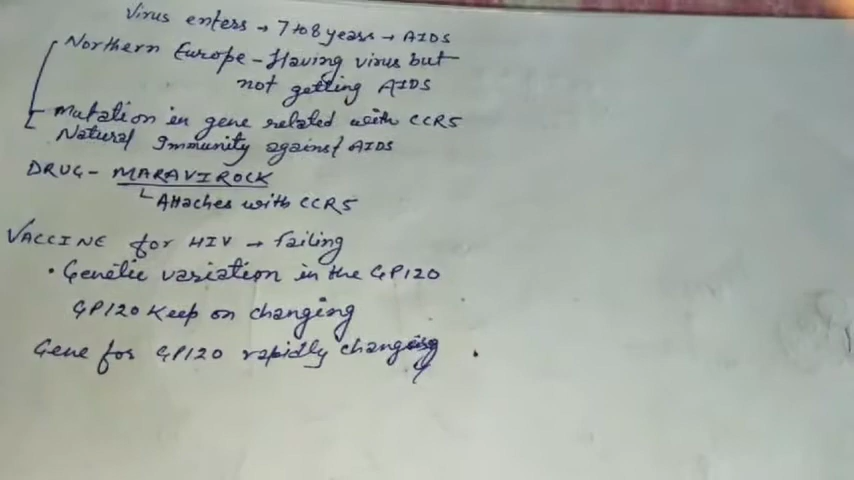 Virus enters → 7 to 8 years → AIDS
Northern Europe - Having virus but
not getting AIDS
Mutation in gene related with CCR5
Natural Immunity against AIDS
DRUG - MARAVIROCK
Attaches with CCR5
VACCINE for HIV → failing
• Genetic variation in the GP120
GP120 Keep on changing
Gene for GP120 rapidly changing